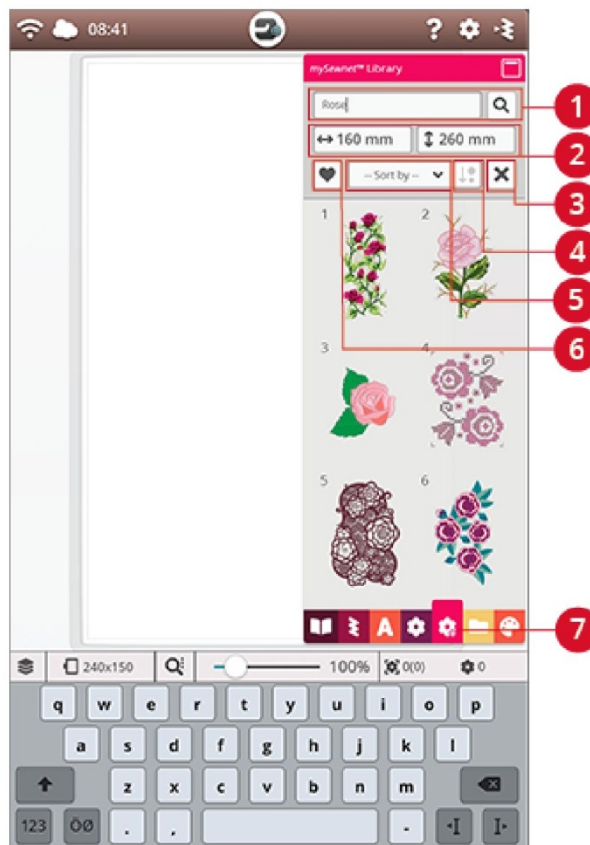 08:41 ?
mySewnet™ Library
Rose
1
160 mm 260 mm
2
-- Sort by --
3
4
5
6
1 2
3 4
5 6
A
7
240x150 100% 0(0) 0
q w e r t y u i o p
a s d f g h j k l
z x c v b n m
123 ÖØ . , -